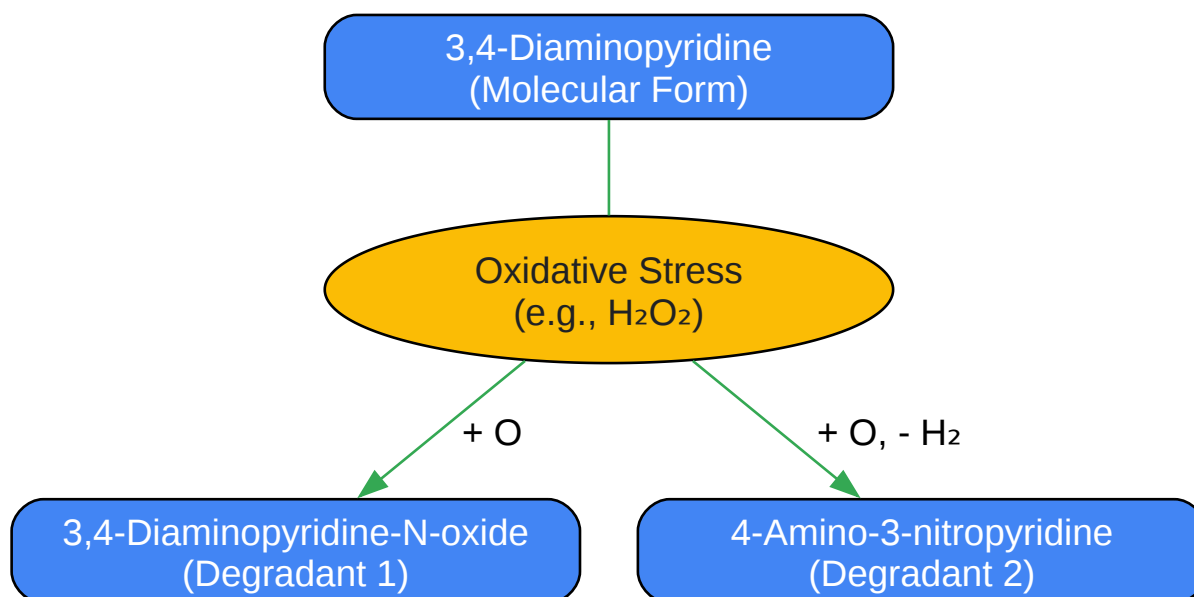 3,4-Diaminopyridine
(Molecular Form)
Oxidative Stress
(e.g., H₂O₂)
+ O
+ O, - H₂
3,4-Diaminopyridine-N-oxide
(Degradant 1)
4-Amino-3-nitropyridine
(Degradant 2)